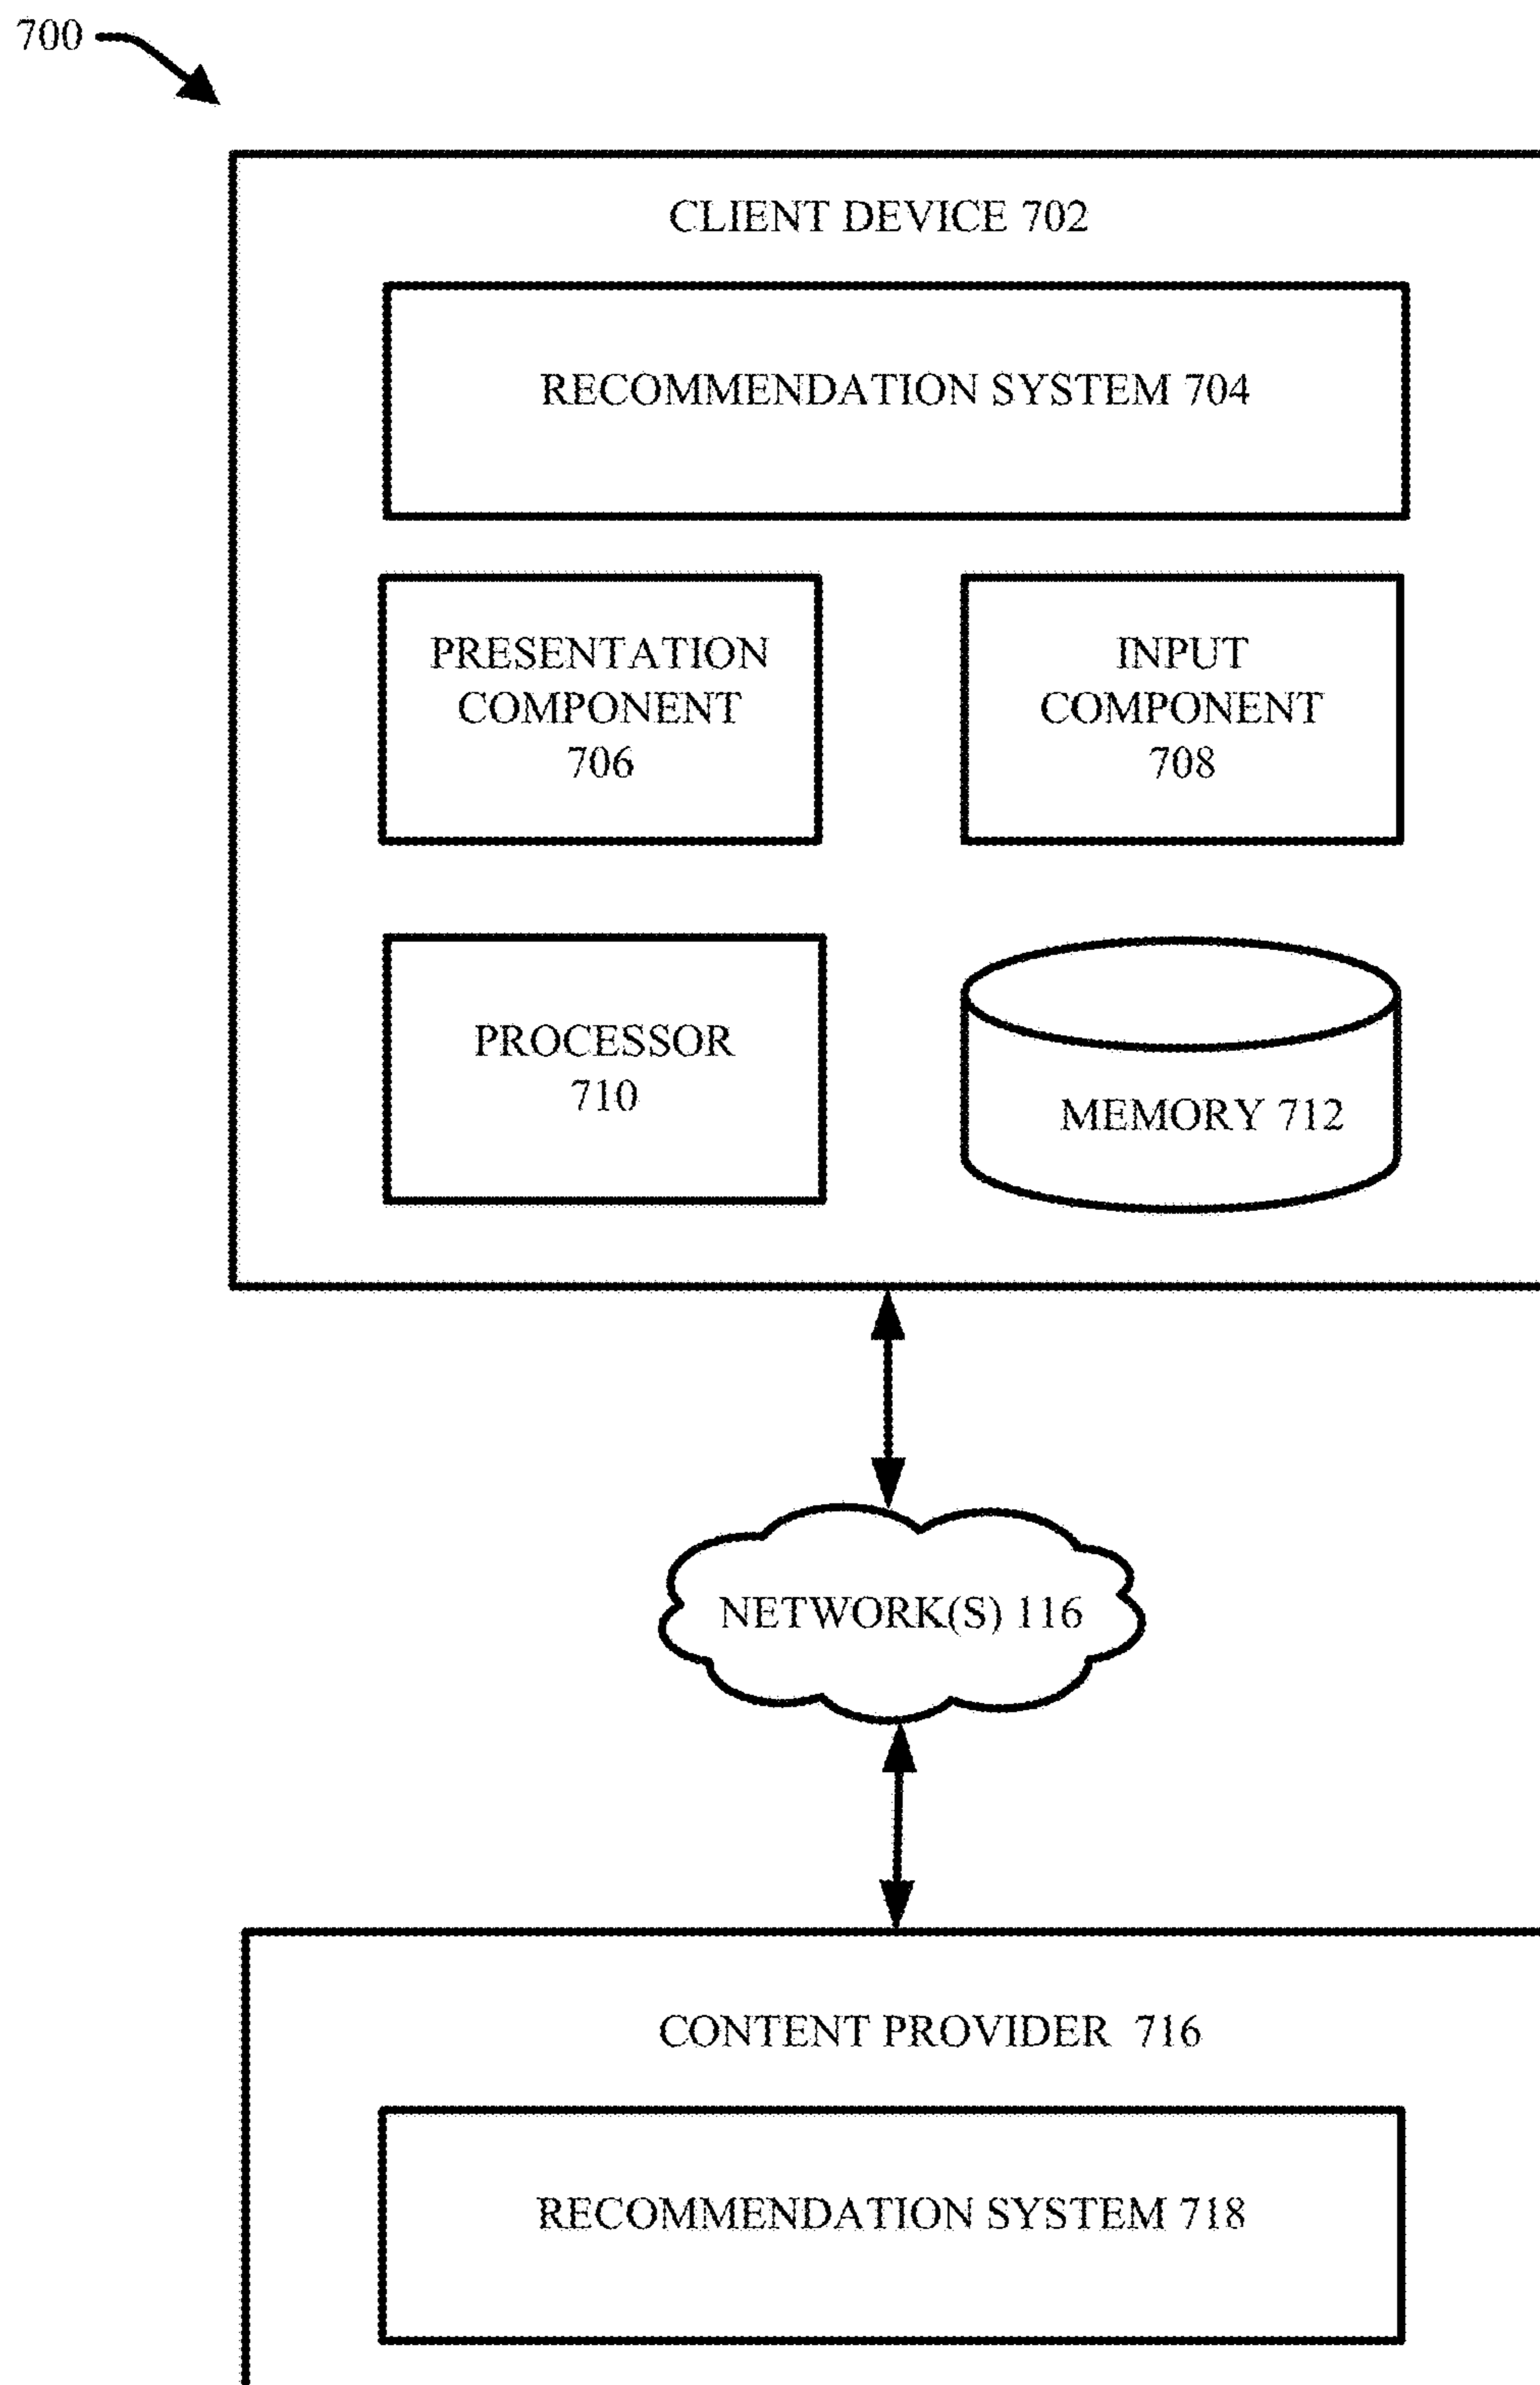 700
CLIENT DEVICE 702
RECOMMENDATION SYSTEM 704
PRESENTATION
COMPONENT
706
INPUT
COMPONENT
708
PROCESSOR
710
MEMORY 712
NETWORK(S) 116
CONTENT PROVIDER 716
RECOMMENDATION SYSTEM 718